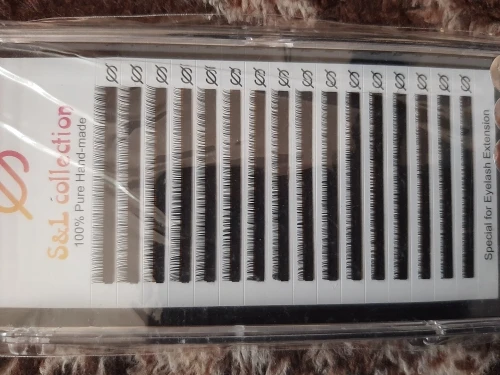 S&L collection
100% Pure Hand-made
Special for Eyelash Extension